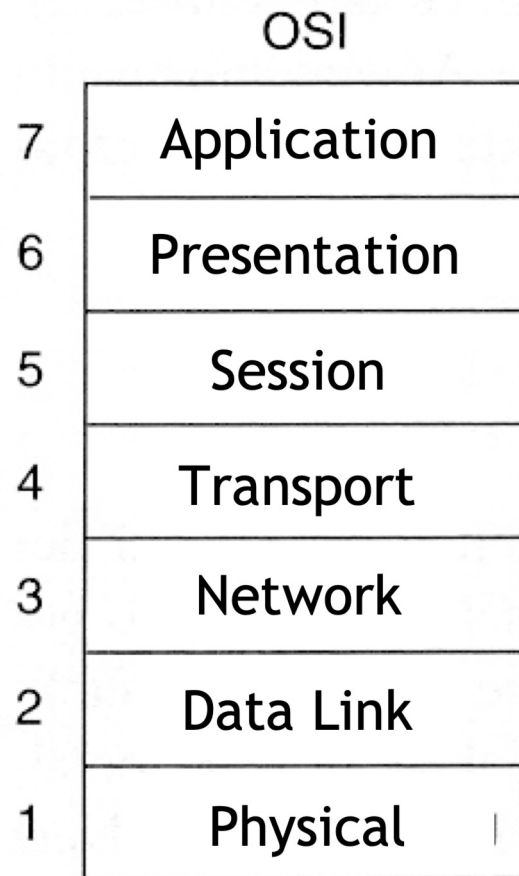 OSI
7 Application
6 Presentation
5 Session
4 Transport
3 Network
2 Data Link
1 Physical